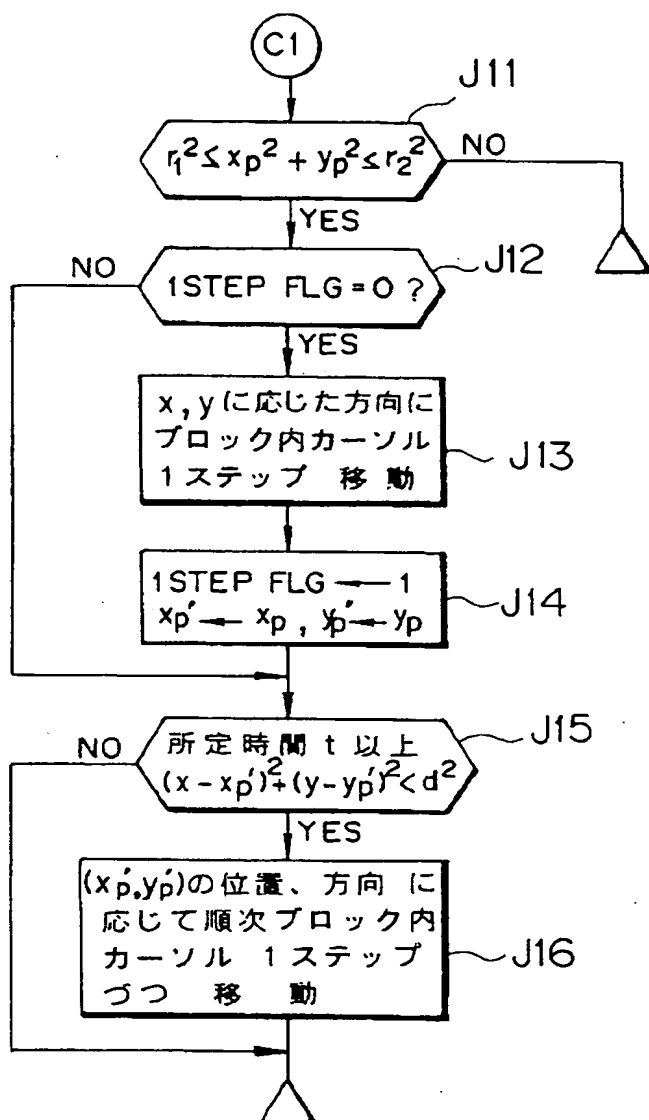 C1
J11
r₁² ≤ xp² + yp² ≤ r₂²
NO
YES
NO
J12
1STEP FLG = 0 ?
YES
x , y に応じた方向に
ブロック内カーソル
1ステップ 移動
J13
1STEP FLG ← 1
xp' ← xp , yp' ← yp
J14
J15
NO
所定時間 t 以上
(x - xp')² + (y - yp')² < d²
YES
(xp', yp')の位置、方向 に
応じて順次ブロック内
カーソル 1ステップ
づつ 移 動
J16